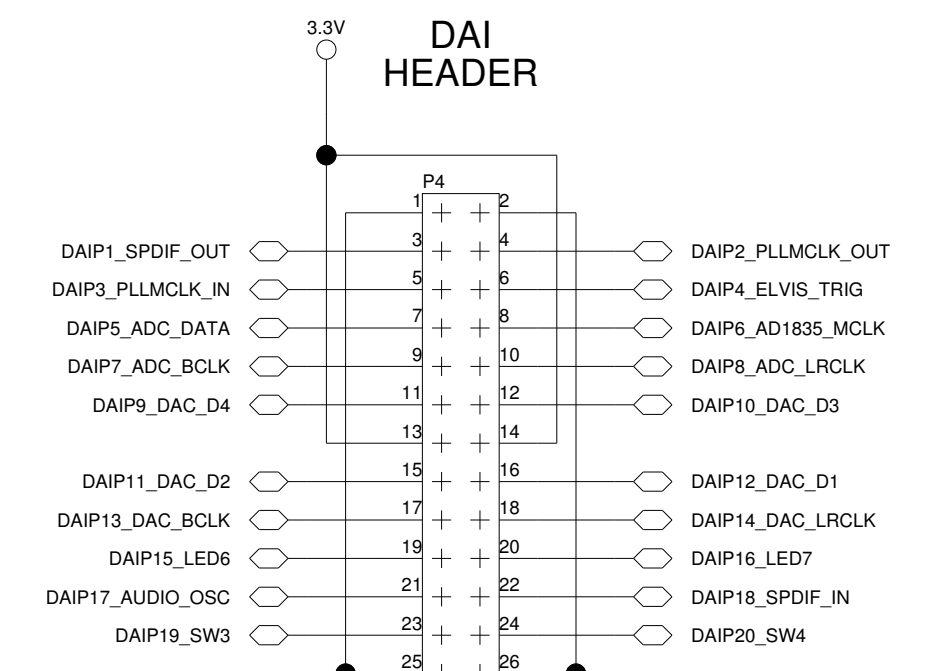 3.3V
DAI
HEADER
P4
1 2
DAIP1_SPDIF_OUT 3 4 DAIP2_PLLMCLK_OUT
DAIP3_PLLMCLK_IN 5 6 DAIP4_ELVIS_TRIG
DAIP5_ADC_DATA 7 8 DAIP6_AD1835_MCLK
DAIP7_ADC_BCLK 9 10 DAIP8_ADC_LRCLK
DAIP9_DAC_D4 11 12 DAIP10_DAC_D3
13 14
DAIP11_DAC_D2 15 16 DAIP12_DAC_D1
DAIP13_DAC_BCLK 17 18 DAIP14_DAC_LRCLK
DAIP15_LED6 19 20 DAIP16_LED7
DAIP17_AUDIO_OSC 21 22 DAIP18_SPDIF_IN
DAIP19_SW3 23 24 DAIP20_SW4
25 26